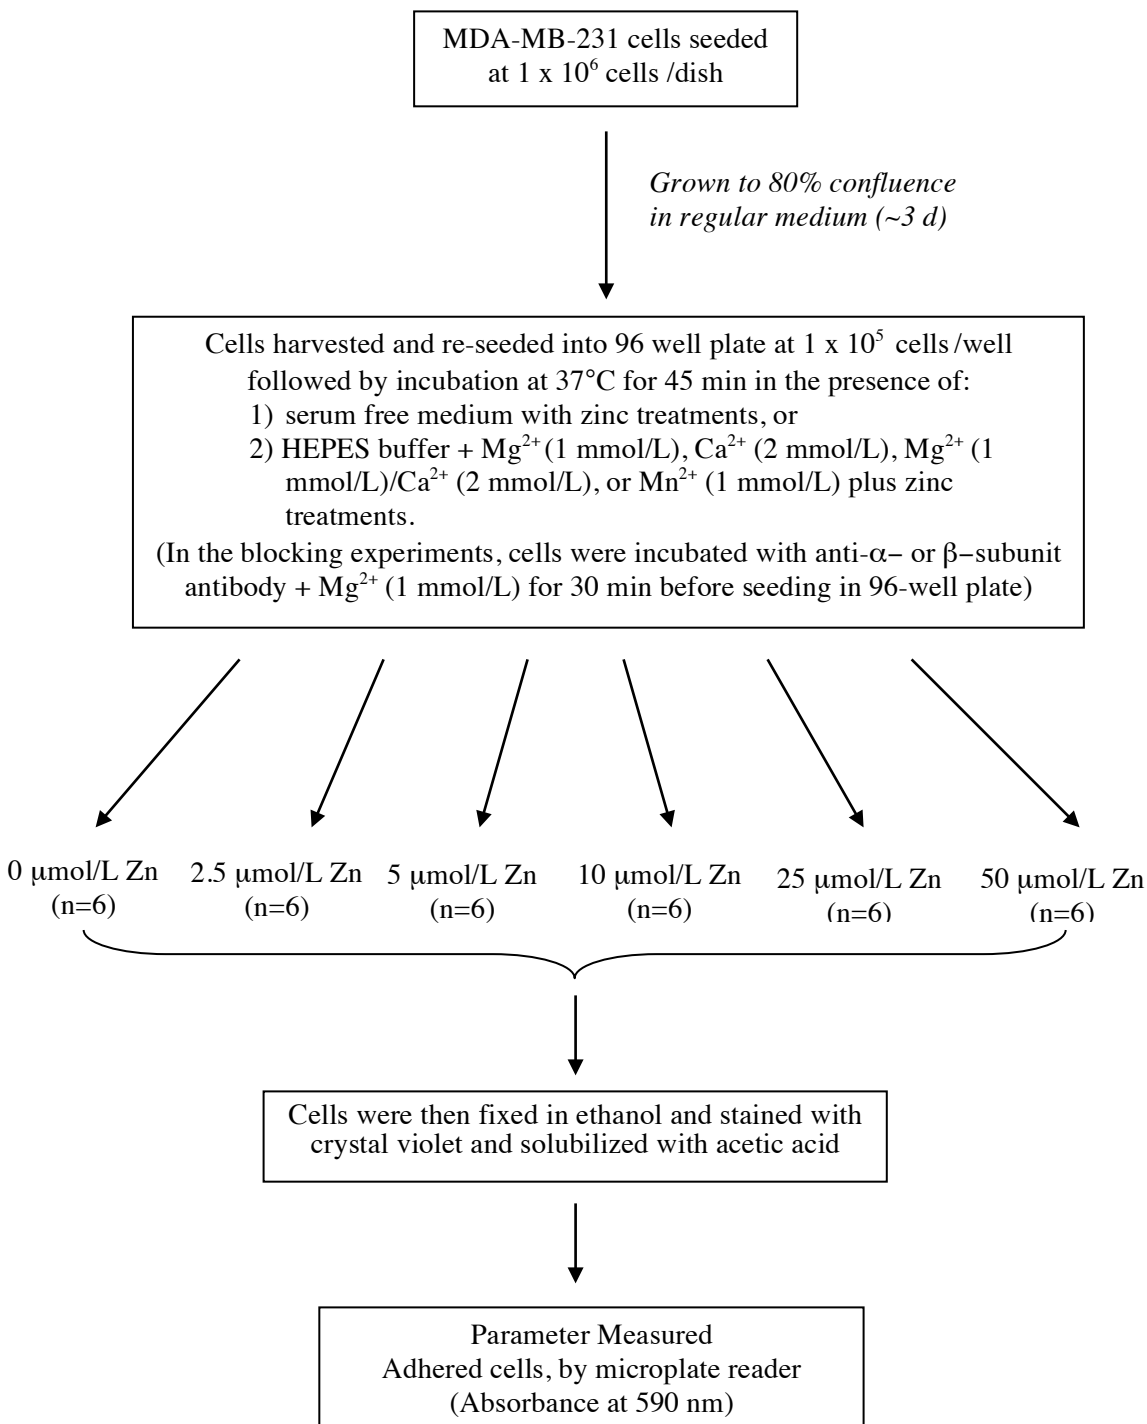 MDA-MB-231 cells seeded
at 1 x 10⁶ cells /dish
Grown to 80% confluence
in regular medium (~3 d)
Cells harvested and re-seeded into 96 well plate at 1 x 10⁵ cells/well
followed by incubation at 37°C for 45 min in the presence of:
1) serum free medium with zinc treatments, or
2) HEPES buffer + Mg²⁺ (1 mmol/L), Ca²⁺ (2 mmol/L), Mg²⁺ (1
mmol/L)/Ca²⁺ (2 mmol/L), or Mn²⁺ (1 mmol/L) plus zinc
treatments.
(In the blocking experiments, cells were incubated with anti-α− or β−subunit
antibody + Mg²⁺ (1 mmol/L) for 30 min before seeding in 96-well plate)
0 μmol/L Zn 2.5 μmol/L Zn 5 μmol/L Zn 10 μmol/L Zn 25 μmol/L Zn 50 μmol/L Zn
(n=6) (n=6) (n=6) (n=6) (n=6) (n=6)
Cells were then fixed in ethanol and stained with
crystal violet and solubilized with acetic acid
Parameter Measured
Adhered cells, by microplate reader
(Absorbance at 590 nm)